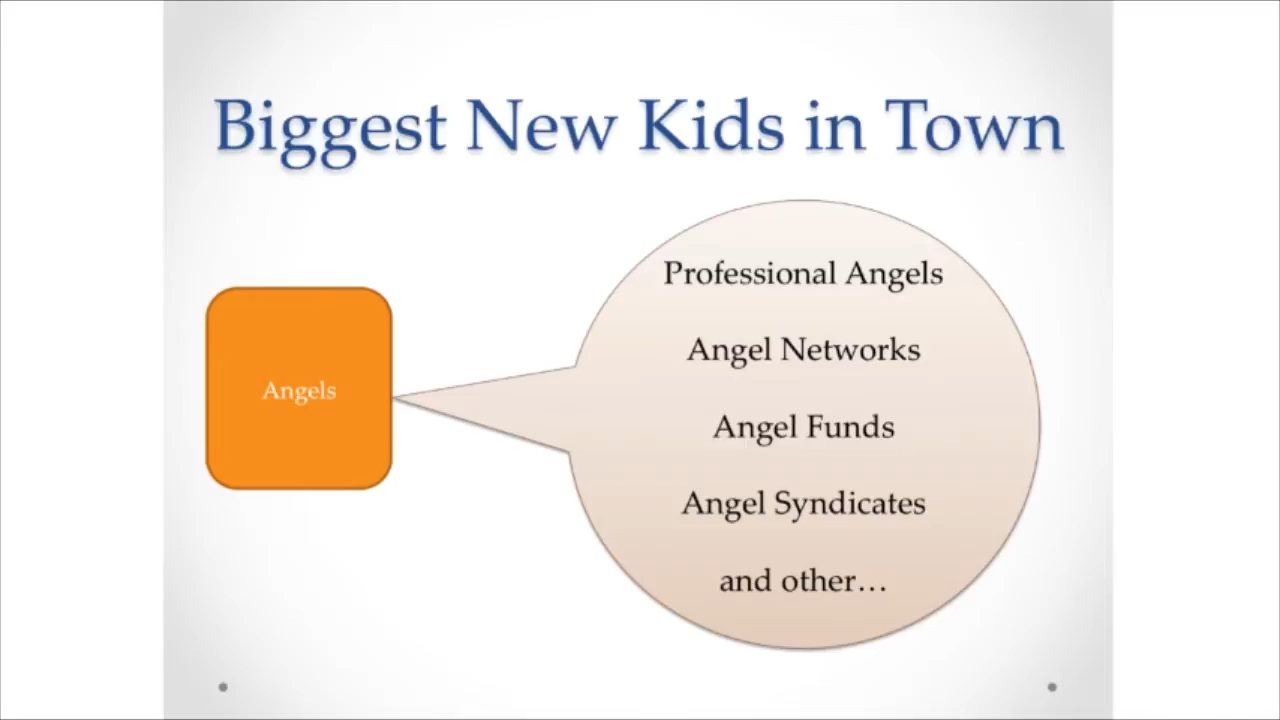 Biggest New Kids in Town
Angels
Professional Angels
Angel Networks
Angel Funds
Angel Syndicates
and other…